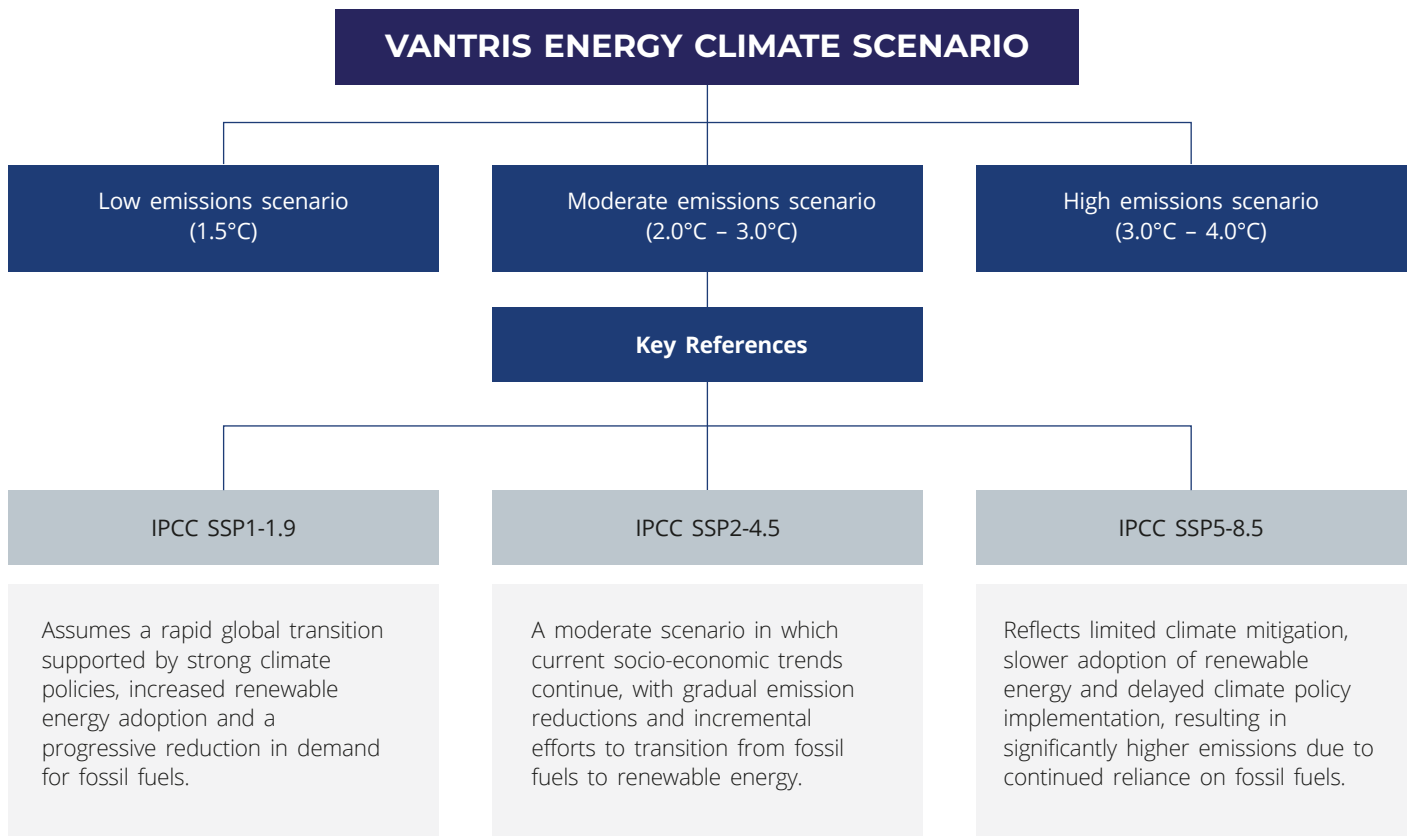 VANTRIS ENERGY CLIMATE SCENARIO
Low emissions scenario
(1.5°C)
Moderate emissions scenario
(2.0°C – 3.0°C)
High emissions scenario
(3.0°C – 4.0°C)
Key References
IPCC SSP1-1.9
IPCC SSP2-4.5
IPCC SSP5-8.5
Assumes a rapid global transition
supported by strong climate
policies, increased renewable
energy adoption and a
progressive reduction in demand
for fossil fuels.
A moderate scenario in which
current socio-economic trends
continue, with gradual emission
reductions and incremental
efforts to transition from fossil
fuels to renewable energy.
Reflects limited climate mitigation,
slower adoption of renewable
energy and delayed climate policy
implementation, resulting in
significantly higher emissions due to
continued reliance on fossil fuels.